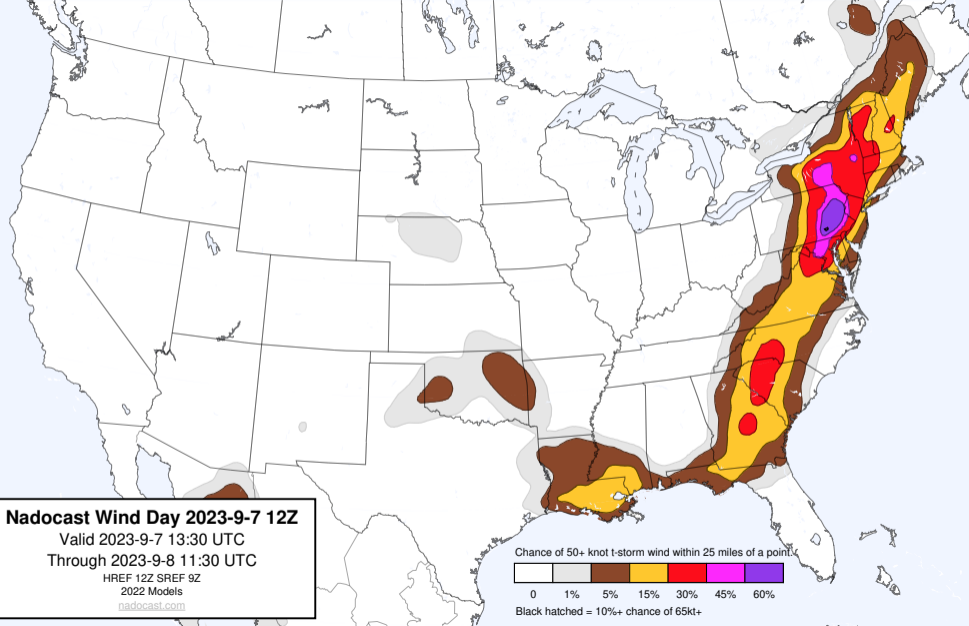 Nadocast Wind Day 2023-9-7 12Z
Valid 2023-9-7 13:30 UTC
Through 2023-9-8 11:30 UTC
HREF 12Z SREF 9Z
2022 Models
nadocast.com
Chance of 50+ knot t-storm wind within 25 miles of a point.
0 1% 5% 15% 30% 45% 60%
Black hatched = 10%+ chance of 65kt+